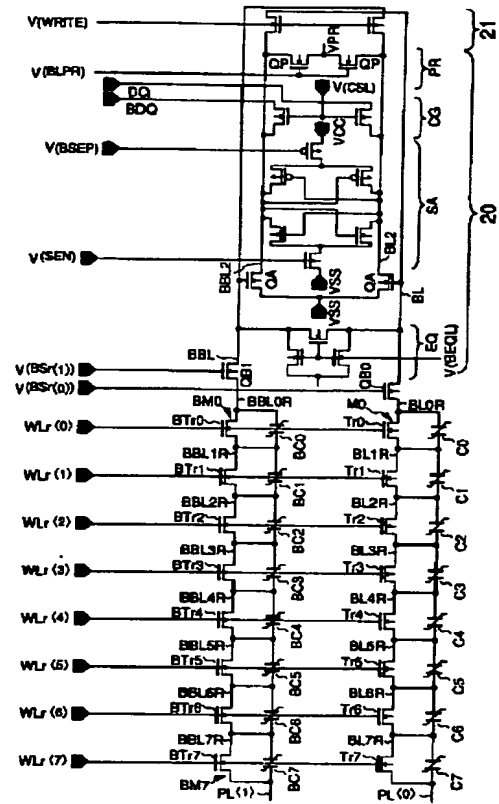 V(WRITE)
21
VPR
QP
QP
V(BLPR)
PR
V(CSL)
DQ
BDQ
CG
VCC
V(BSEP)
SA
20
V(SEN)
BBL2
BL2
QA
VSS
VSS
QA
BL
BBL
EQ
V(BEQL)
V(BSr(1))
QB1
V(BSr(0))
QB0
BM0
BBL0R
M0
BL0R
WLr(0)
BTr0
BC0
Tr0
C0
BBL1R
BL1R
WLr(1)
BTr1
BC1
Tr1
C1
BBL2R
BL2R
WLr(2)
BTr2
BC2
Tr2
C2
BBL3R
BL3R
WLr(3)
BTr3
BC3
Tr3
C3
BBL4R
BL4R
WLr(4)
BTr4
BC4
Tr4
C4
BBL5R
BL5R
WLr(5)
BTr5
BC5
Tr5
C5
BBL6R
BL6R
WLr(6)
BTr6
BC6
Tr6
C6
BBL7R
BL7R
WLr(7)
BTr7
BC7
Tr7
C7
BM7
PL(1)
PL(0)